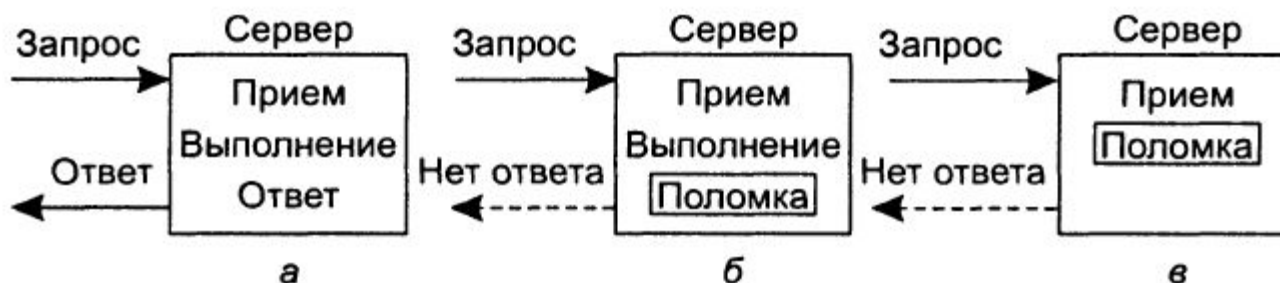 Сервер
Запрос
Прием
Выполнение
Ответ
Ответ
а
Сервер
Запрос
Прием
Выполнение
Нет ответа
Поломка
б
Сервер
Запрос
Прием
Поломка
Нет ответа
в